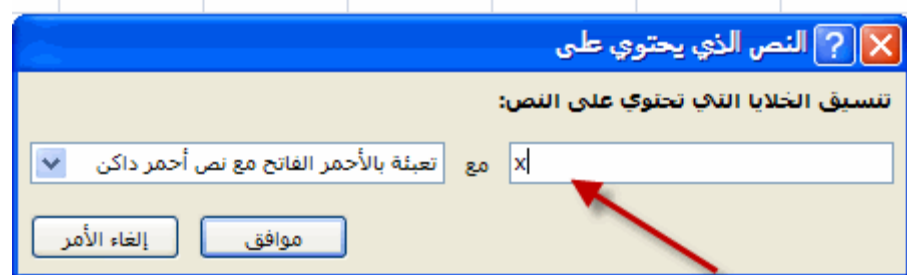 النص الذي يحتوي على ?
تنسيق الخلايا التي تحتوي على النص:
x مع تعبئة بالأحمر الفاتح مع نص أحمر داكن
موافق إلغاء الأمر